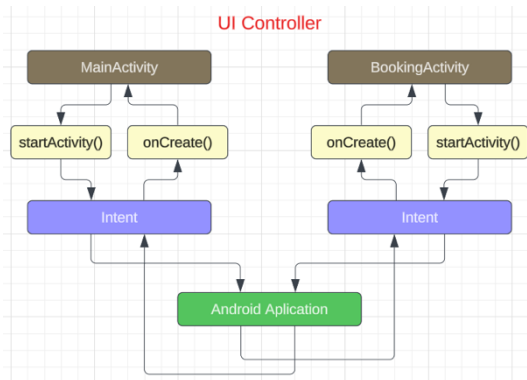 UI Controller
MainActivity
BookingActivity
startActivity()
onCreate()
onCreate()
startActivity()
Intent
Intent
Android Aplication